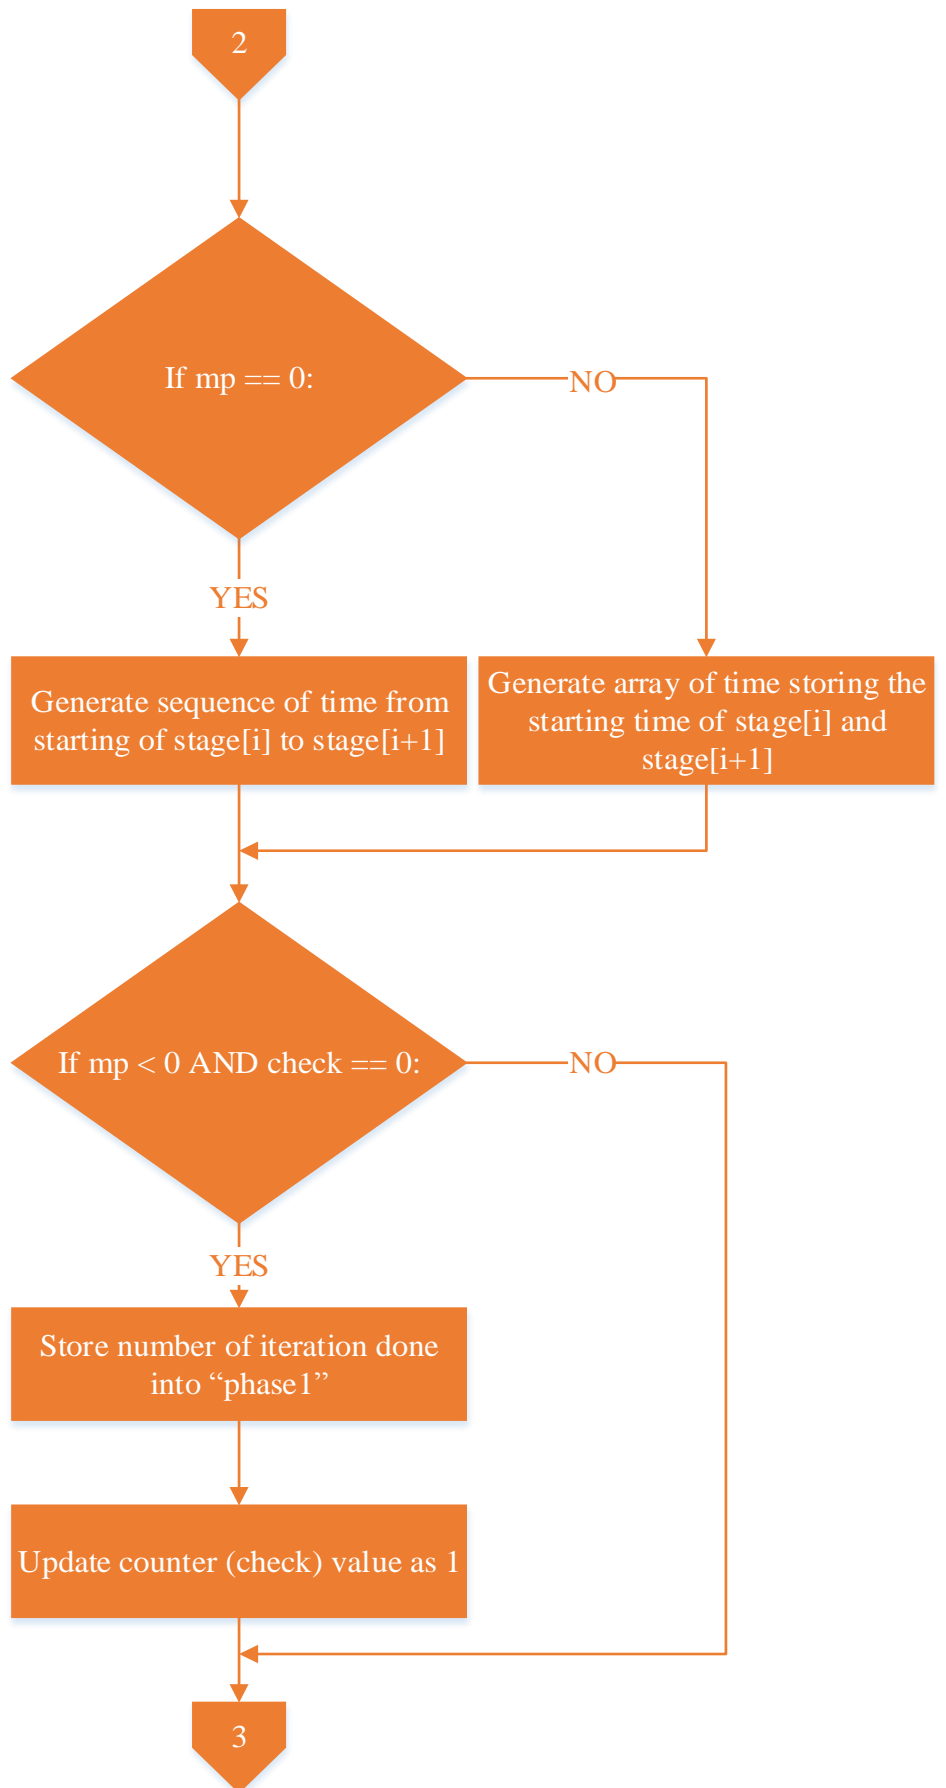 2
If mp == 0:
NO
YES
Generate sequence of time from
starting of stage[i] to stage[i+1]
Generate array of time storing the
starting time of stage[i] and
stage[i+1]
If mp < 0 AND check == 0:
NO
YES
Store number of iteration done
into “phase1”
Update counter (check) value as 1
3